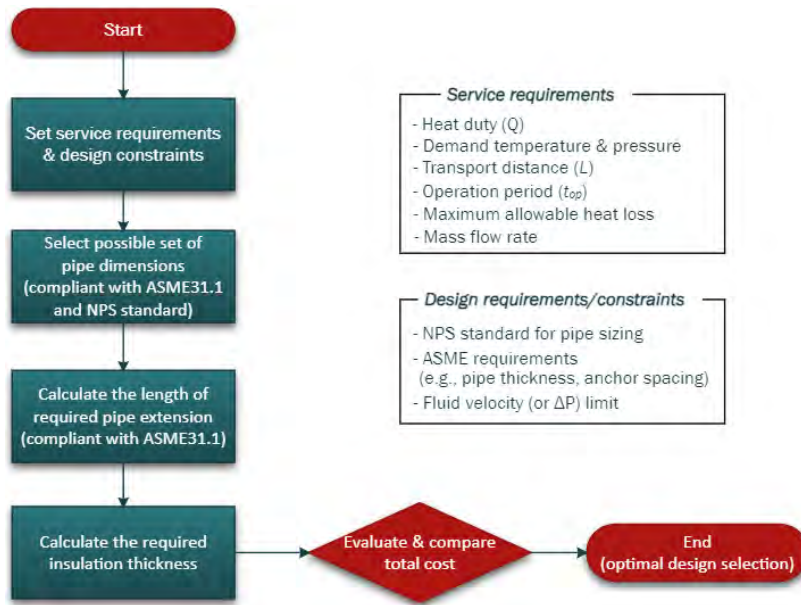 Start
Set service requirements
& design constraints
Select possible set of
pipe dimensions
(compliant with ASME31.1
and NPS standard)
Calculate the length of
required pipe extension
(compliant with ASME31.1)
Calculate the required
insulation thickness
Evaluate & compare
total cost
End
(optimal design selection)
Service requirements
- Heat duty (Q)
- Demand temperature & pressure
- Transport distance (L)
- Operation period (top)
- Maximum allowable heat loss
- Mass flow rate
Design requirements/constraints
- NPS standard for pipe sizing
- ASME requirements
(e.g., pipe thickness, anchor spacing)
- Fluid velocity (or ΔP) limit